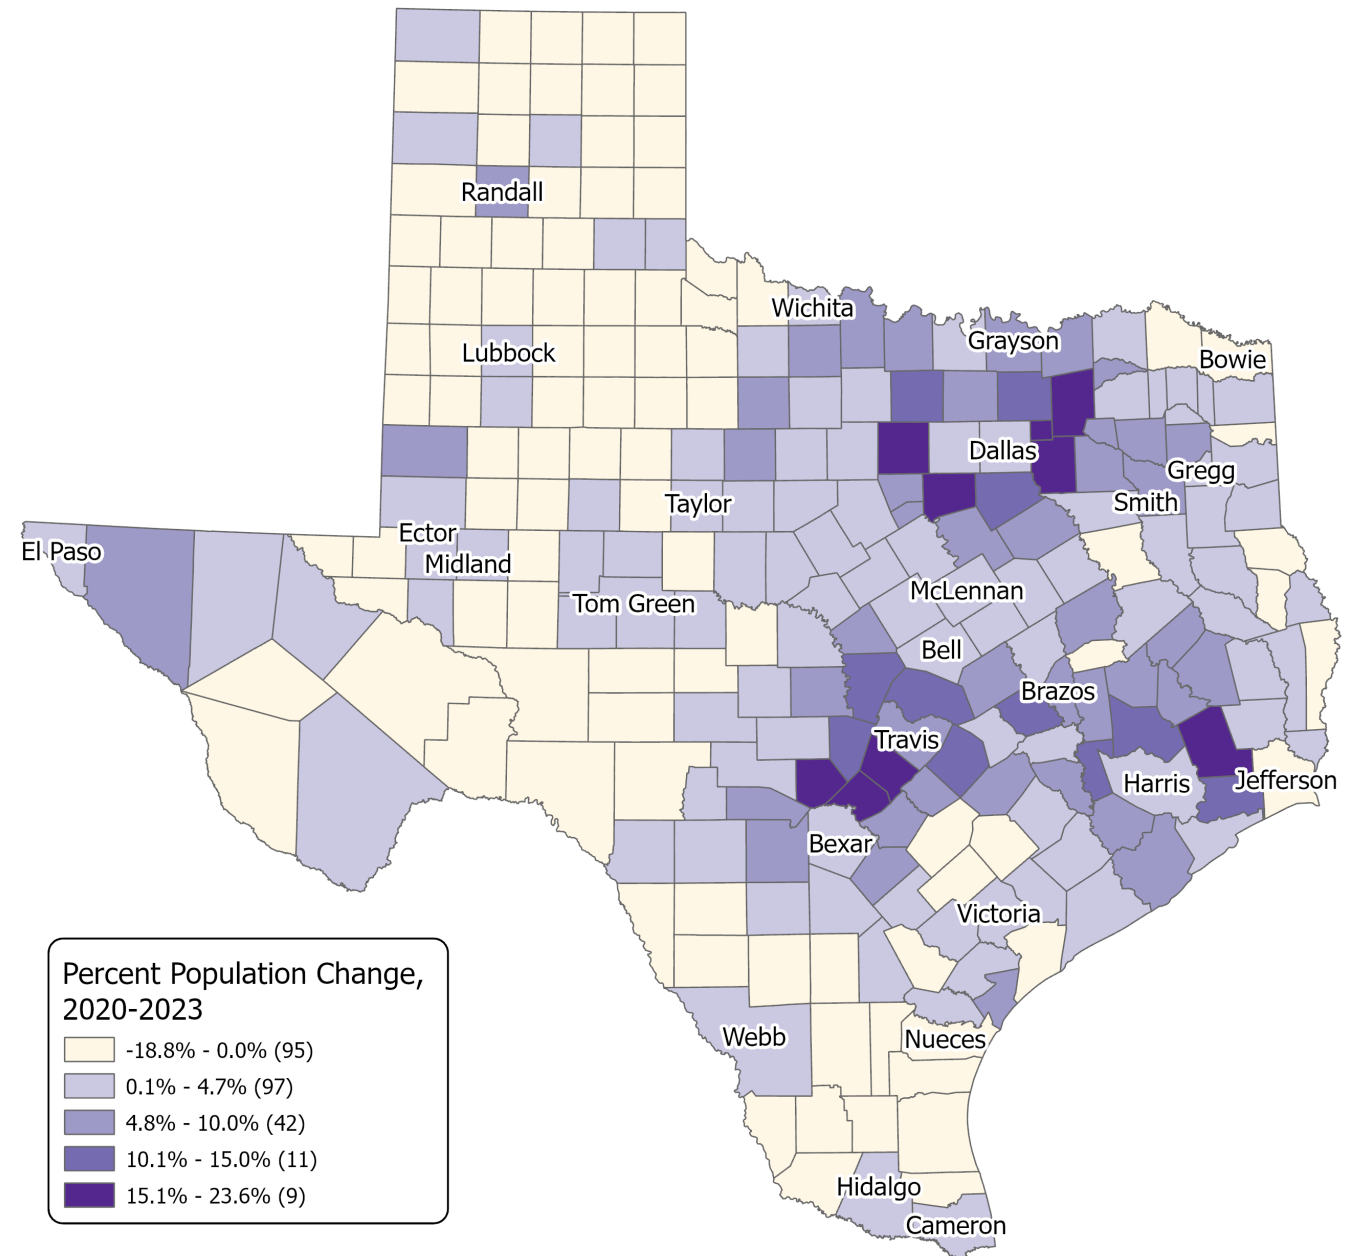 Randall
Wichita
Grayson
Lubbock
Bowie
Dallas
Gregg
Taylor
Smith
Ector
El Paso
Midland
McLennan
Tom Green
Bell
Brazos
Travis
Harris
Jefferson
Bexar
Victoria
Webb
Nueces
Hidalgo
Cameron
Percent Population Change,
2020-2023
-18.8% - 0.0% (95)
0.1% - 4.7% (97)
4.8% - 10.0% (42)
10.1% - 15.0% (11)
15.1% - 23.6% (9)